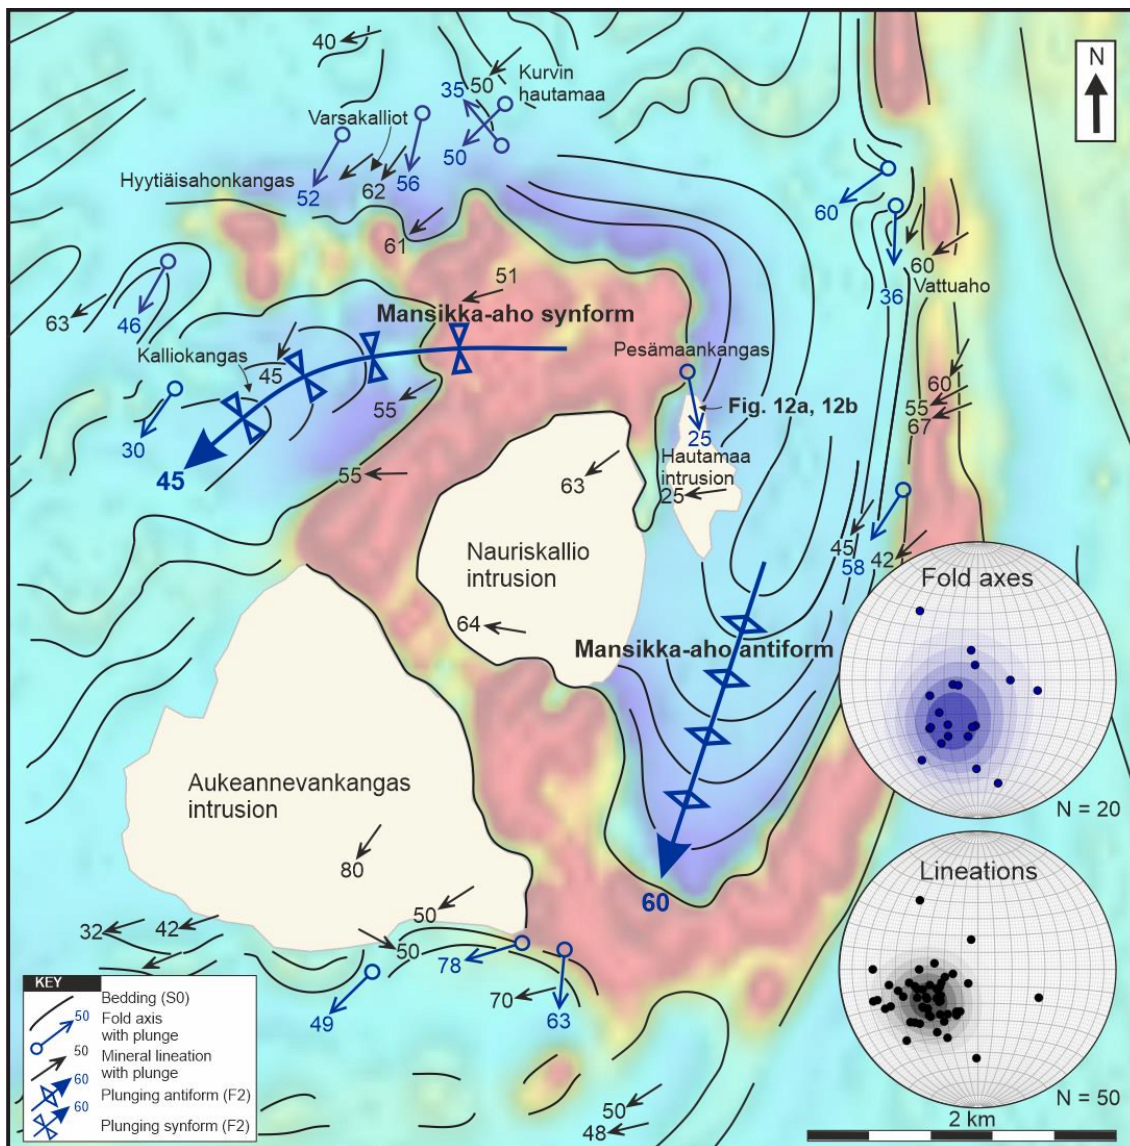 40
N
50
Kurvin
hautamaa
35
Varsakalliot
50
Hyytiäisahonkangas
52
62
56
60
61
60
Vattuaho
36
51
63
46
Mansikka-aho synform
Kalliokangas
45
Pesämaankangas
60
55
55
67
Fig. 12a, 12b
30
25
45
Hautamaa
intrusion
55
63
25
Nauriskallio
intrusion
45
58
42
Fold axes
64
Mansikka-aho antiform
Aukeannevankangas
intrusion
N = 20
80
60
Lineations
50
32
42
50
78
70
49
63
N = 50
50
48
2 km
KEY
Bedding (S0)
50
Fold axis
with plunge
50
Mineral lineation
with plunge
60
Plunging antiform (F2)
60
Plunging synform (F2)